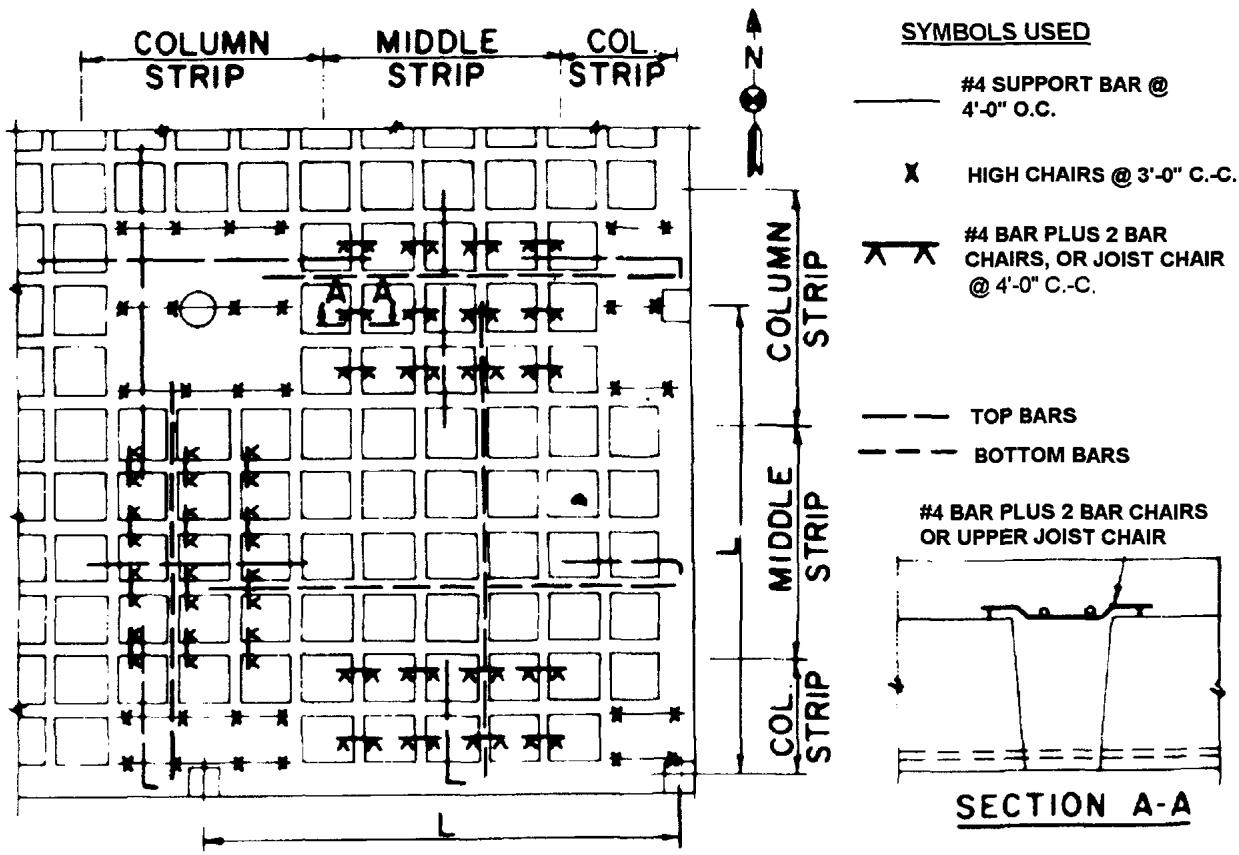 COLUMN
STRIP
MIDDLE
STRIP
COL.
STRIP
N
SYMBOLS USED
#4 SUPPORT BAR @
4'-0" O.C.
HIGH CHAIRS @ 3'-0" C.-C.
#4 BAR PLUS 2 BAR
CHAIRS, OR JOIST CHAIR
@ 4'-0" C.-C.
TOP BARS
BOTTOM BARS
#4 BAR PLUS 2 BAR CHAIRS
OR UPPER JOIST CHAIR
SECTION A-A
A A
COLUMN
STRIP
MIDDLE
STRIP
COL.
STRIP
L
L